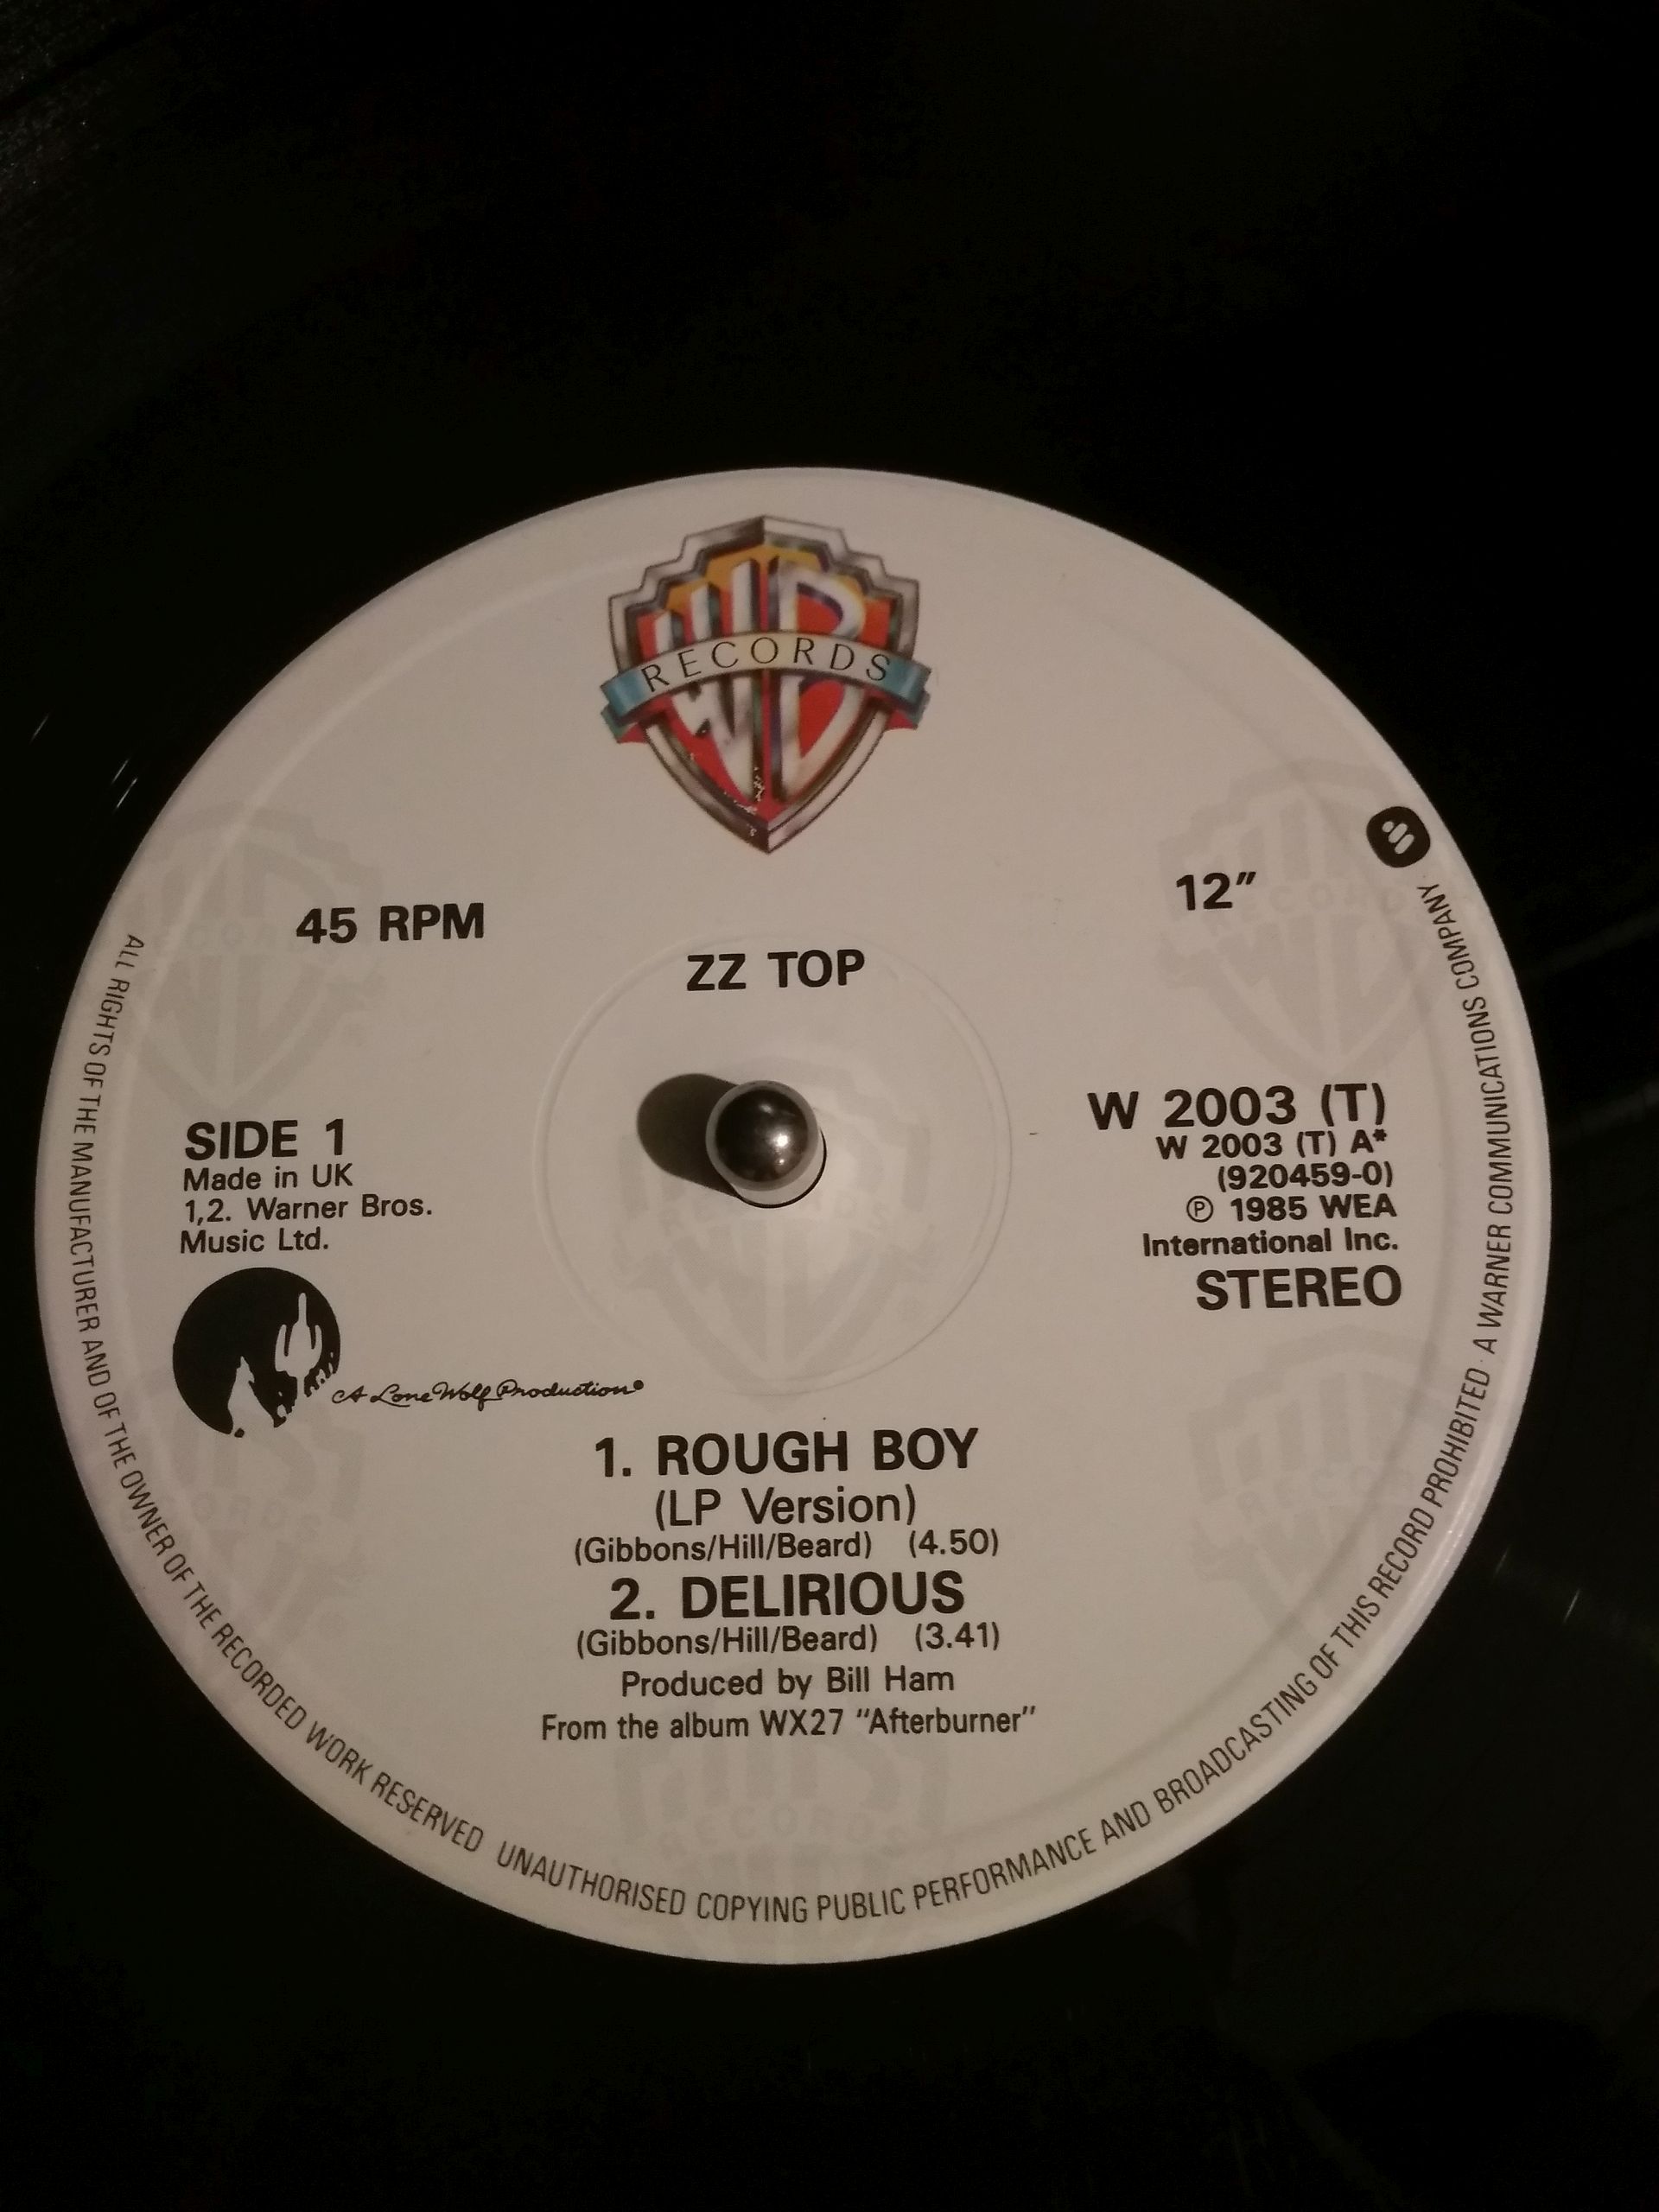 WB
RECORDS
45 RPM
12"
ZZ TOP
SIDE 1
Made in UK
1,2. Warner Bros.
Music Ltd.
W 2003 (T)
W 2003 (T) A*
(920459-0)
℗ 1985 WEA
International Inc.
STEREO
A Lone Wolf Production
1. ROUGH BOY
(LP Version)
(Gibbons/Hill/Beard) (4.50)
2. DELIRIOUS
(Gibbons/Hill/Beard) (3.41)
Produced by Bill Ham
From the album WX27 "Afterburner"
ALL RIGHTS OF THE MANUFACTURER AND OF THE OWNER OF THE RECORDED WORK RESERVED UNAUTHORISED COPYING PUBLIC PERFORMANCE AND BROADCASTING OF THIS RECORD PROHIBITED · A WARNER COMMUNICATIONS COMPANY ·